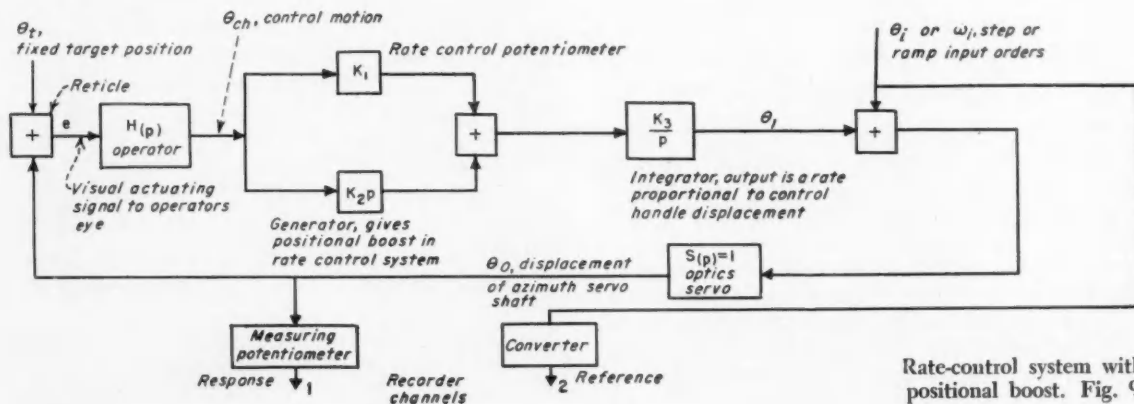 θt,
fixed target position
θch, control motion
Rate control potentiometer
θi or ωi, step or
ramp input orders
Reticle
K1
+
e
H(p)
operator
+
K3
p
θ1
+
Visual actuating
signal to operators
eye
K2p
Integrator, output is a rate
proportional to control
handle displacement
Generator, gives
positional boost in
rate control system
θo, displacement
of azimuth servo
shaft
S(p)=1
optics
servo
Measuring
potentiometer
Converter
Response 1
Recorder
channels
2 Reference
Rate-control system with
positional boost. Fig. 9